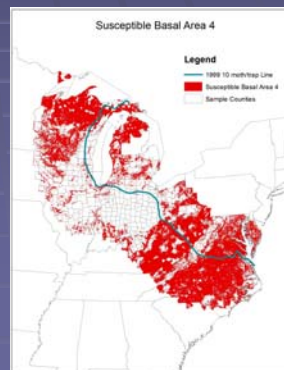 Susceptible Basal Area 4
Legend
1999 10 moth/trap Line
Susceptible Basal Area 4
Sample Counties